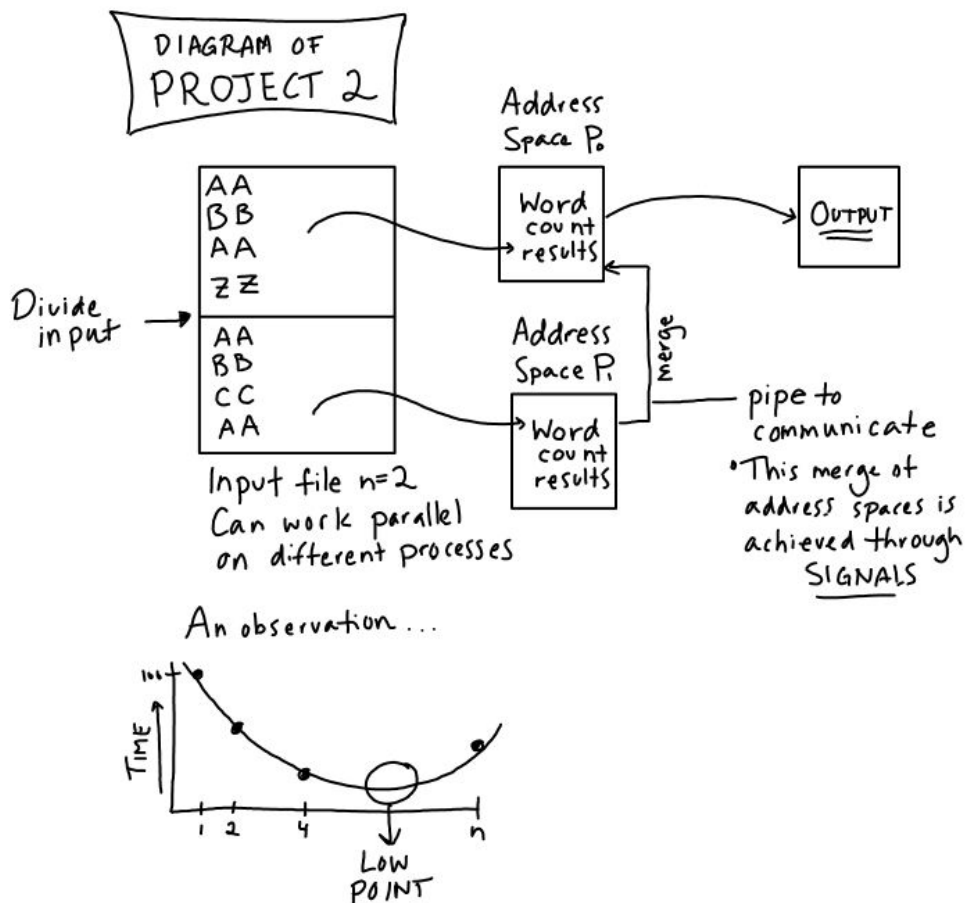 DIAGRAM OF
PROJECT 2
Divide
input
AA
BB
AA
ZZ
AA
BB
CC
AA
Input file n=2
Can work parallel
on different processes
Address
Space P₀
Word
count
results
Address
Space P₁
Word
count
results
merge
OUTPUT
pipe to
communicate
• This merge of
address spaces is
achieved through
SIGNALS
An observation...
100
TIME
1 2 4 n
LOW
POINT